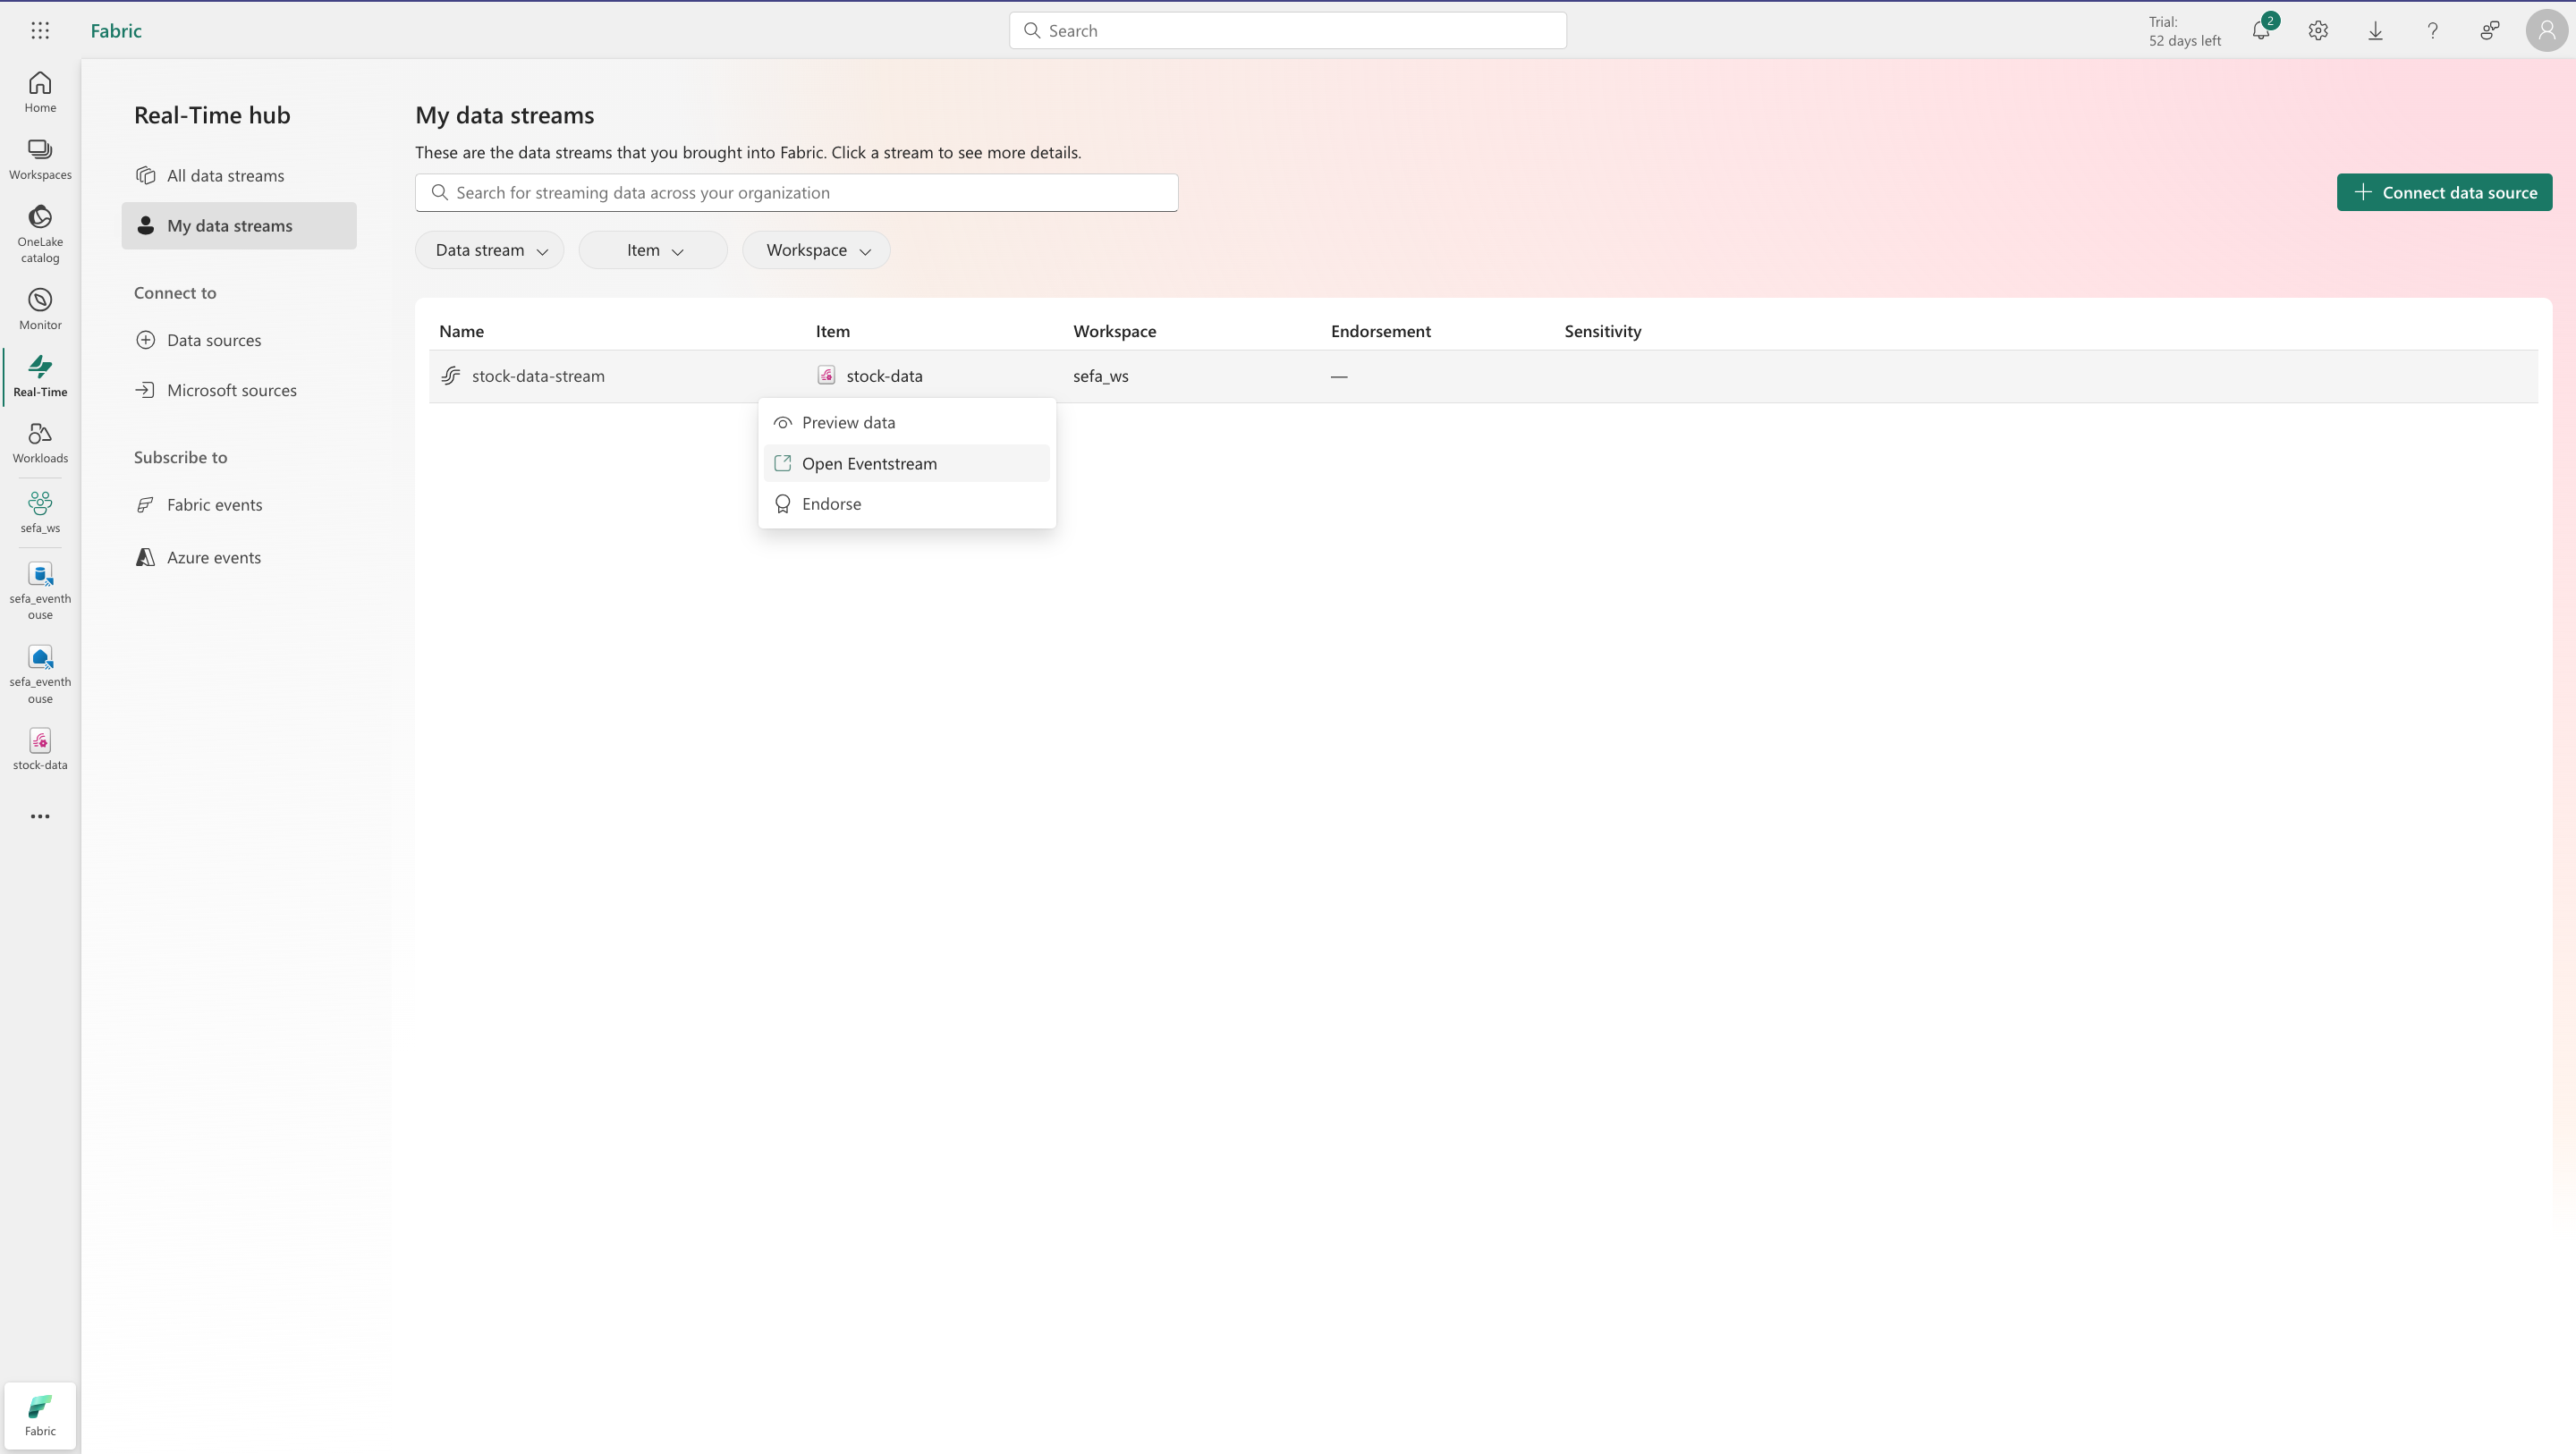 Fabric
Search
Trial:
52 days left
2
Home
Workspaces
OneLake
catalog
Monitor
Real-Time
Workloads
sefa_ws
sefa_eventh
ouse
sefa_eventh
ouse
stock-data
Fabric
Real-Time hub
All data streams
My data streams
Connect to
Data sources
Microsoft sources
Subscribe to
Fabric events
Azure events
My data streams
These are the data streams that you brought into Fabric. Click a stream to see more details.
Search for streaming data across your organization
Connect data source
Data stream
Item
Workspace
Name Item Workspace Endorsement Sensitivity
stock-data-stream stock-data sefa_ws —
Preview data
Open Eventstream
Endorse